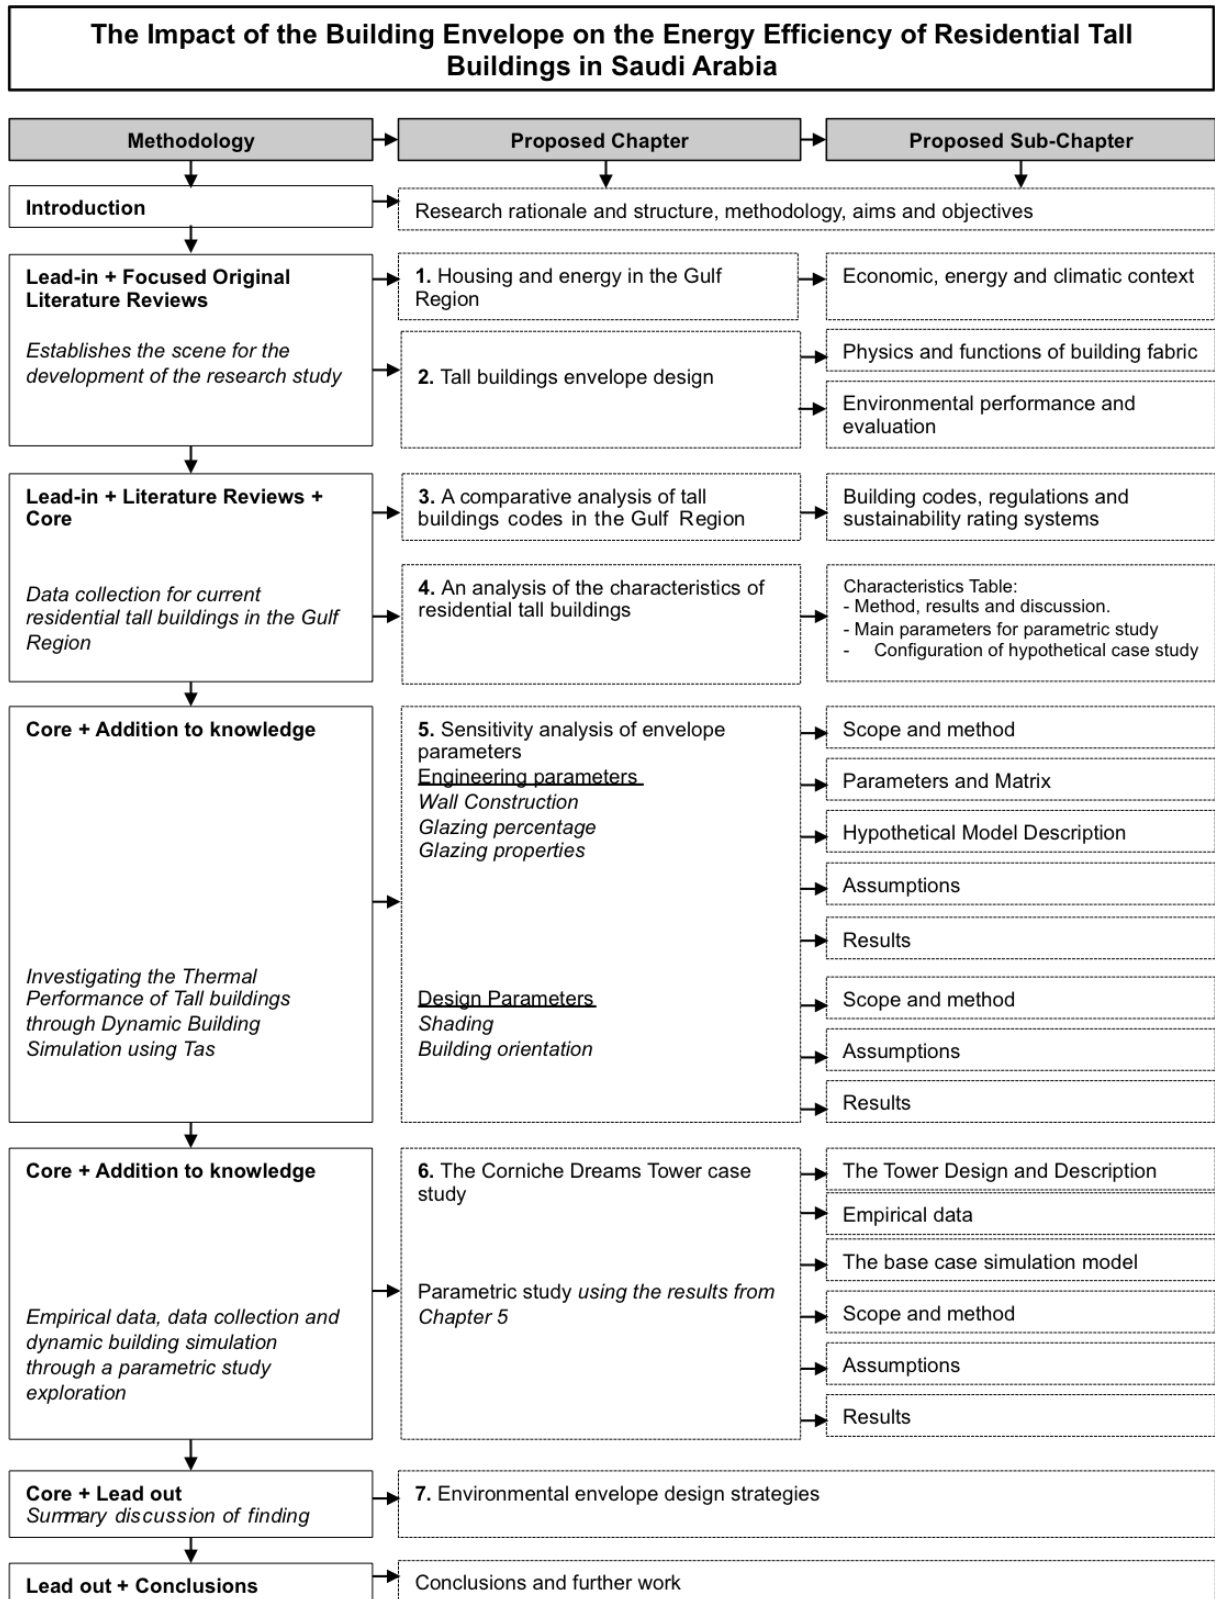 The Impact of the Building Envelope on the Energy Efficiency of Residential Tall
Buildings in Saudi Arabia
Methodology
Proposed Chapter
Proposed Sub-Chapter
Introduction
Research rationale and structure, methodology, aims and objectives
Lead-in + Focused Original
Literature Reviews
Establishes the scene for the
development of the research study
1. Housing and energy in the Gulf
Region
Economic, energy and climatic context
2. Tall buildings envelope design
Physics and functions of building fabric
Environmental performance and
evaluation
Lead-in + Literature Reviews +
Core
Data collection for current
residential tall buildings in the Gulf
Region
3. A comparative analysis of tall
buildings codes in the Gulf Region
Building codes, regulations and
sustainability rating systems
4. An analysis of the characteristics of
residential tall buildings
Characteristics Table:
- Method, results and discussion.
- Main parameters for parametric study
- Configuration of hypothetical case study
Core + Addition to knowledge
Investigating the Thermal
Performance of Tall buildings
through Dynamic Building
Simulation using Tas
5. Sensitivity analysis of envelope
parameters
Engineering parameters
Wall Construction
Glazing percentage
Glazing properties
Design Parameters
Shading
Building orientation
Scope and method
Parameters and Matrix
Hypothetical Model Description
Assumptions
Results
Scope and method
Assumptions
Results
Core + Addition to knowledge
Empirical data, data collection and
dynamic building simulation
through a parametric study
exploration
6. The Corniche Dreams Tower case
study
Parametric study using the results from
Chapter 5
The Tower Design and Description
Empirical data
The base case simulation model
Scope and method
Assumptions
Results
Core + Lead out
Summary discussion of finding
7. Environmental envelope design strategies
Lead out + Conclusions
Conclusions and further work